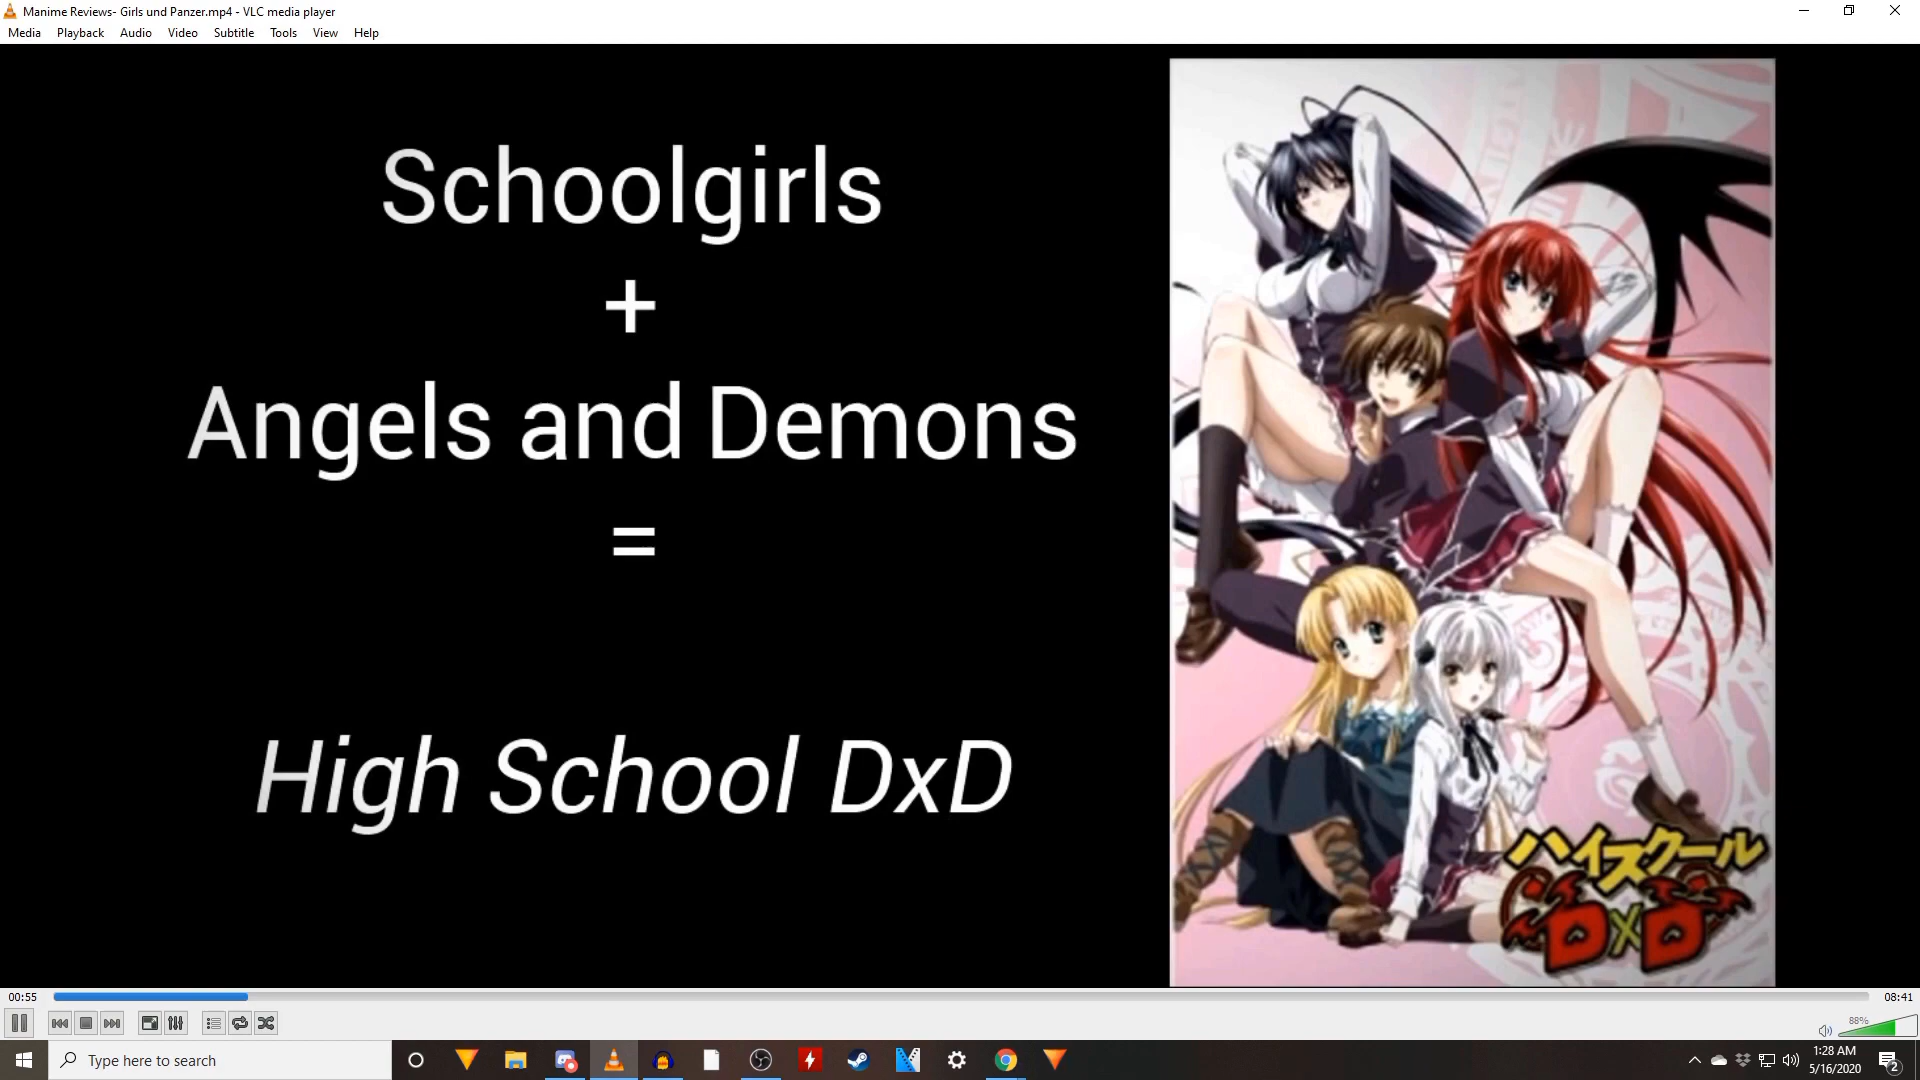 Manime Reviews- Girls und Panzer.mp4 - VLC media player
Media Playback Audio Video Subtitle Tools View Help
Schoolgirls
+
Angels and Demons
=
High School DxD
ハイスクール
DXD
00:55
08:41
88%
Type here to search
1:28 AM
5/16/2020
2